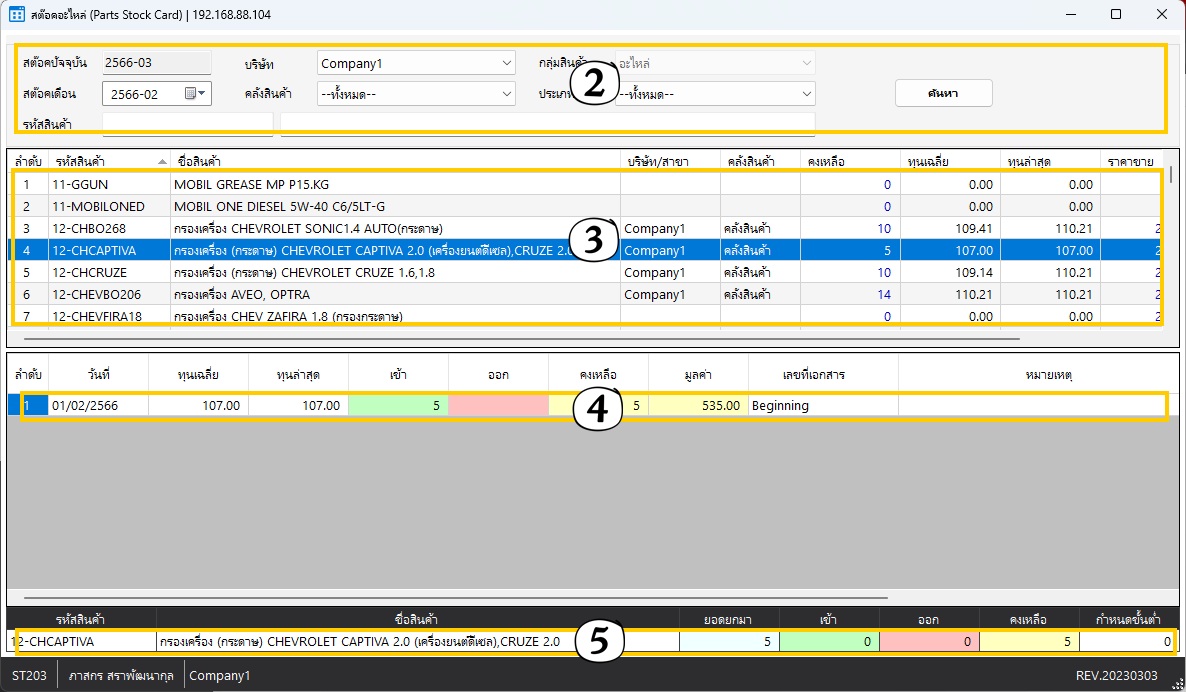 สต๊อคอะไหล่ (Parts Stock Card) | 192.168.88.104
สต๊อคปัจจุบัน 2566-03 บริษัท Company1 กลุ่มสินค้า อะไหล่
สต๊อคเดือน 2566-02 คลังสินค้า --ทั้งหมด-- ประเภท --ทั้งหมด-- ค้นหา
2
รหัสสินค้า
ลำดับ รหัสสินค้า ชื่อสินค้า บริษัท/สาขา คลังสินค้า คงเหลือ ทุนเฉลี่ย ทุนล่าสุด ราคาขาย
1 11-GGUN MOBIL GREASE MP P15.KG 0 0.00 0.00
2 11-MOBILONED MOBIL ONE DIESEL 5W-40 C6/5LT-G 0 0.00 0.00
3 12-CHBO268 กรองเครื่อง CHEVROLET SONIC1.4 AUTO(กระดาษ) Company1 คลังสินค้า 10 109.41 110.21 2
3
4 12-CHCAPTIVA กรองเครื่อง (กระดาษ) CHEVROLET CAPTIVA 2.0 (เครื่องยนต์ดีเซล),CRUZE 2.0 Company1 คลังสินค้า 5 107.00 107.00 2
5 12-CHCRUZE กรองเครื่อง (กระดาษ) CHEVROLET CRUZE 1.6,1.8 Company1 คลังสินค้า 10 109.14 110.21 2
6 12-CHEVBO206 กรองเครื่อง AVEO, OPTRA Company1 คลังสินค้า 14 110.21 110.21 2
7 12-CHEVFIRA18 กรองเครื่อง CHEV ZAFIRA 1.8 (กรองกระดาษ) 0 0.00 0.00 2
ลำดับ วันที่ ทุนเฉลี่ย ทุนล่าสุด เข้า ออก คงเหลือ มูลค่า เลขที่เอกสาร หมายเหตุ
1 01/02/2566 107.00 107.00 5 5 535.00 Beginning
4
รหัสสินค้า ชื่อสินค้า ยอดยกมา เข้า ออก คงเหลือ กำหนดขั้นต่ำ
12-CHCAPTIVA กรองเครื่อง (กระดาษ) CHEVROLET CAPTIVA 2.0 (เครื่องยนต์ดีเซล),CRUZE 2.0 5 0 0 5 0
5
ST203 ภาสกร สราพัฒนากุล Company1 REV.20230303